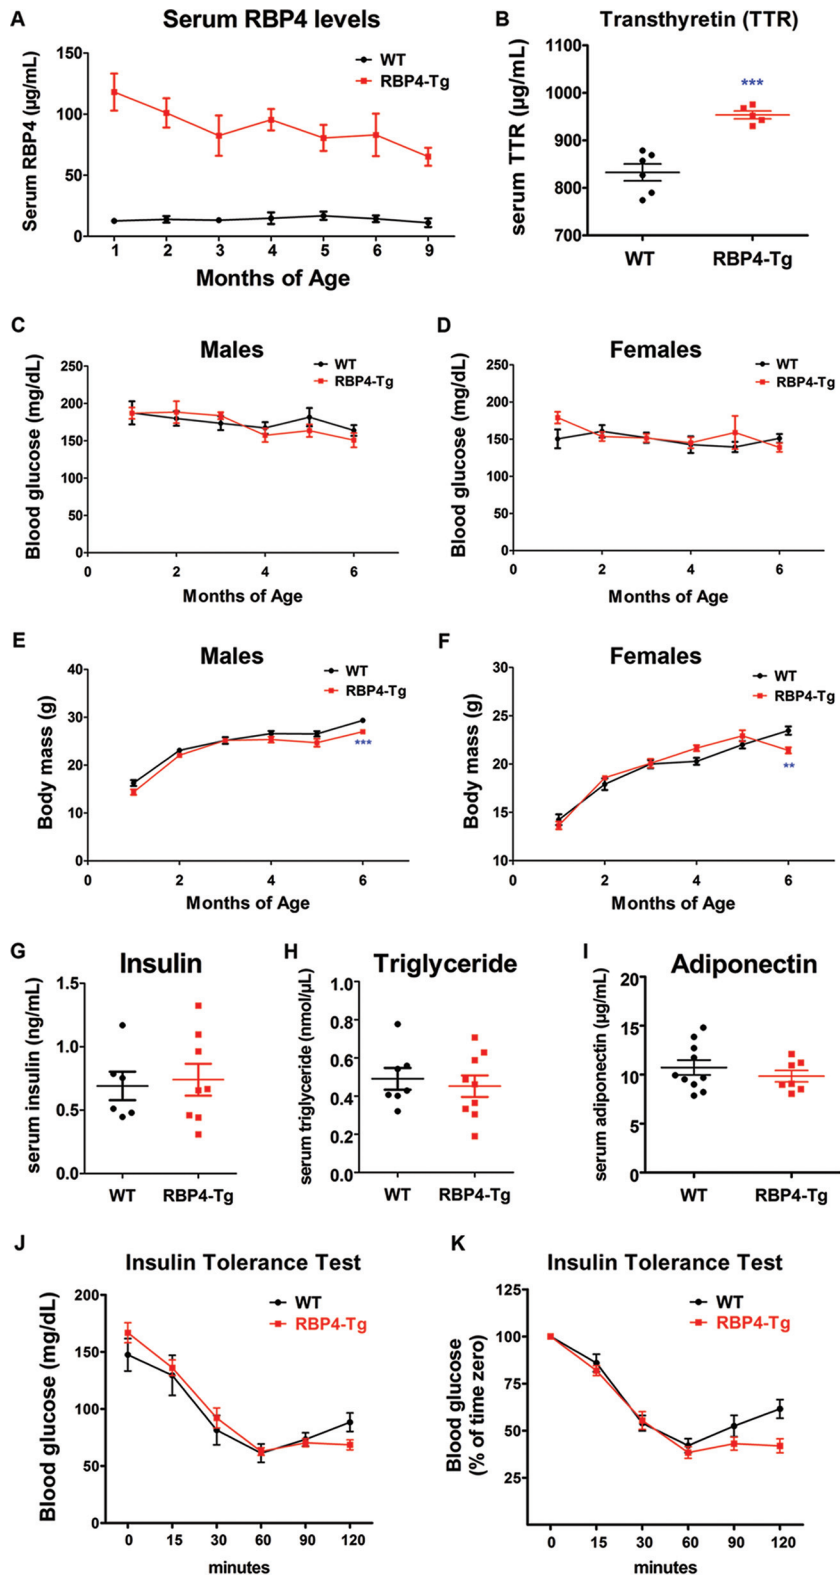 A
Serum RBP4 levels
Serum RBP4 (µg/mL)
150
100
50
0
WT
RBP4-Tg
1 2 3 4 5 6 9
Months of Age
B
Transthyretin (TTR)
serum TTR (µg/mL)
1100
1000
900
800
700
***
WT RBP4-Tg
C
Males
Blood glucose (mg/dL)
250
200
150
100
50
0
WT
RBP4-Tg
0 2 4 6
Months of Age
D
Females
Blood glucose (mg/dL)
250
200
150
100
50
0
WT
RBP4-Tg
0 2 4 6
Months of Age
E
Males
Body mass (g)
40
30
20
10
0
WT
RBP4-Tg
***
0 2 4 6
Months of Age
F
Females
Body mass (g)
30
25
20
15
10
WT
RBP4-Tg
**
0 2 4 6
Months of Age
G
Insulin
serum insulin (ng/mL)
1.5
1.0
0.5
0.0
WT RBP4-Tg
H
Triglyceride
serum triglyceride (nmol/µL)
1.0
0.8
0.6
0.4
0.2
0.0
WT RBP4-Tg
I
Adiponectin
serum adiponectin (µg/mL)
20
15
10
5
0
WT RBP4-Tg
J
Insulin Tolerance Test
Blood glucose (mg/dL)
200
150
100
50
0
WT
RBP4-Tg
0 15 30 60 90 120
minutes
K
Insulin Tolerance Test
Blood glucose
(% of time zero)
125
100
75
50
25
WT
RBP4-Tg
0 15 30 60 90 120
minutes